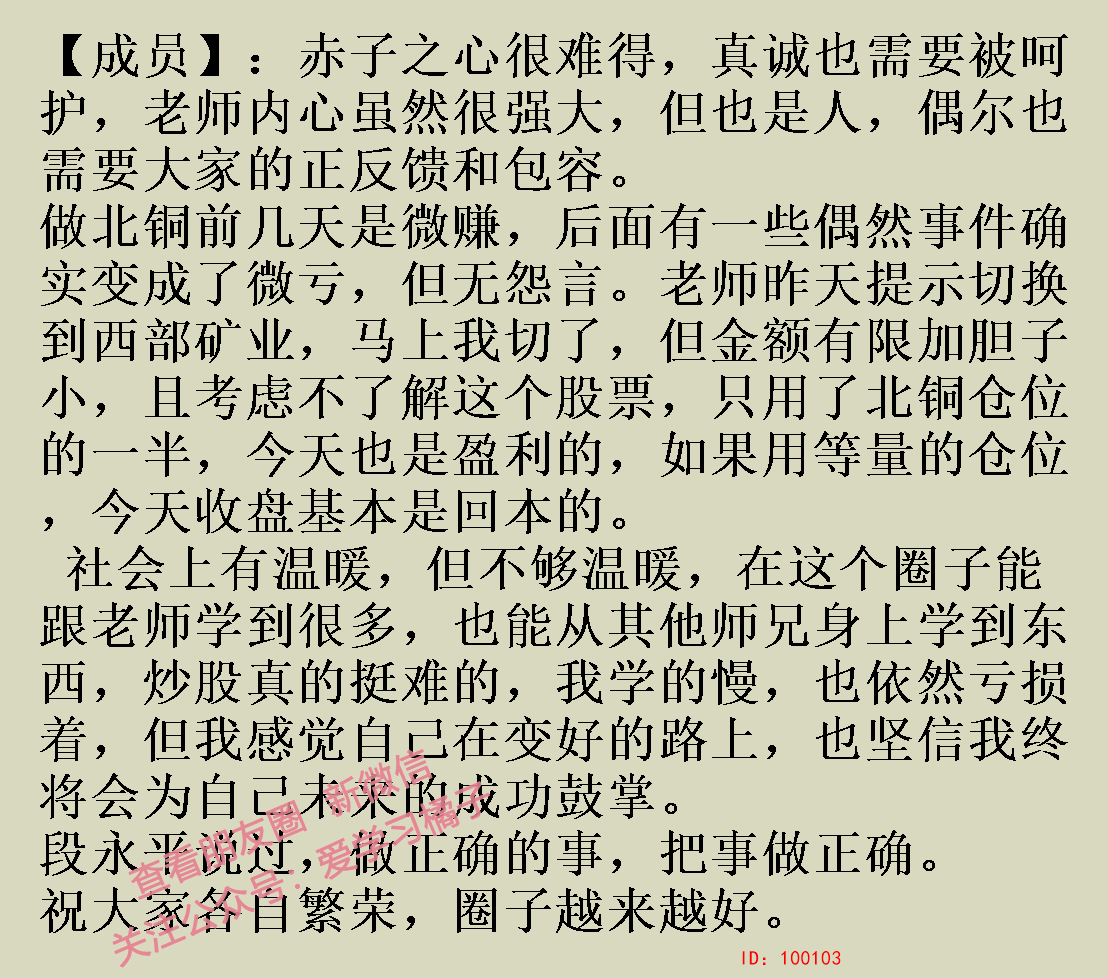 【成员】：赤子之心很难得，真诚也需要被呵
护，老师内心虽然很强大，但也是人，偶尔也
需要大家的正反馈和包容。
做北铜前几天是微赚，后面有一些偶然事件确
实变成了微亏，但无怨言。老师昨天提示切换
到西部矿业，马上我切了，但金额有限加胆子
小，且考虑不了解这个股票，只用了北铜仓位
的一半，今天也是盈利的，如果用等量的仓位
，今天收盘基本是回本的。
社会上有温暖，但不够温暖，在这个圈子能
跟老师学到很多，也能从其他师兄身上学到东
西，炒股真的挺难的，我学的慢，也依然亏损
着，但我感觉自己在变好的路上，也坚信我终
将会为自己未来的成功鼓掌。
段永平说过，做正确的事，把事做正确。
祝大家各自繁荣，圈子越来越好。
查看朋友圈 新微信
关注公众号：爱学习橘子
ID：100103